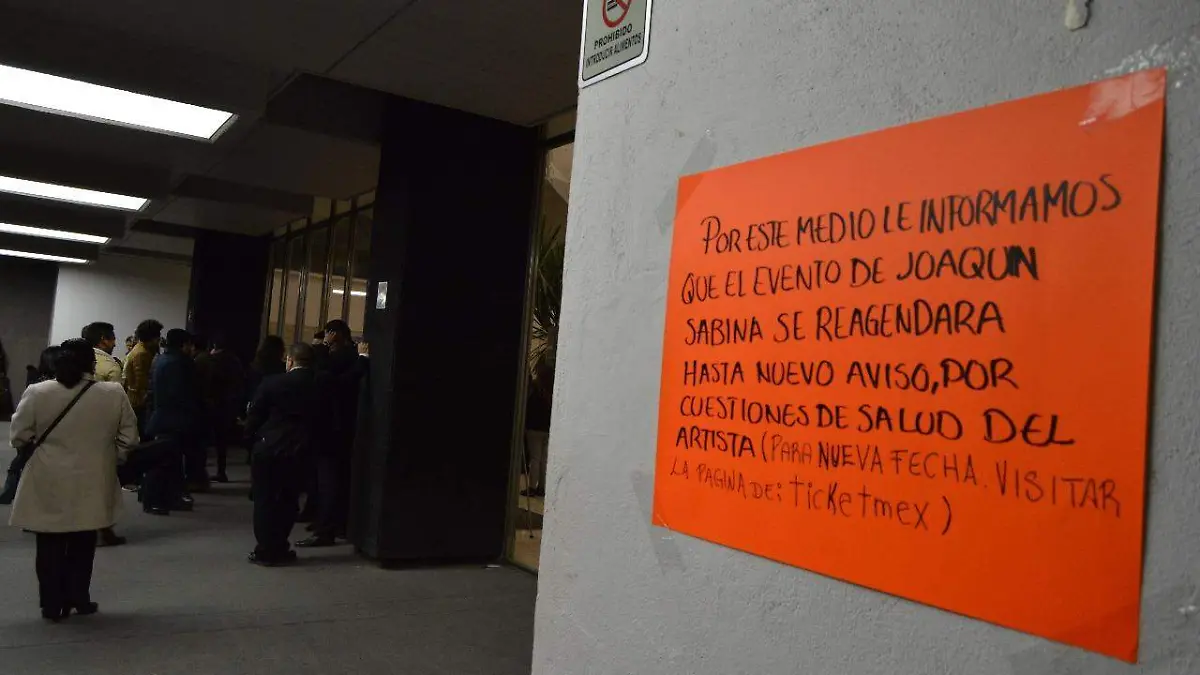 PROHIBIDO
INTRODUCIR ALIMENTOS
POR ESTE MEDIO LE INFORMAMOS
QUE EL EVENTO DE JOAQUIN
SABINA SE REAGENDARA
HASTA NUEVO AVISO, POR
CUESTIONES DE SALUD DEL
ARTISTA (PARA NUEVA FECHA. VISITAR
LA PAGINA DE: TICKETMEX)